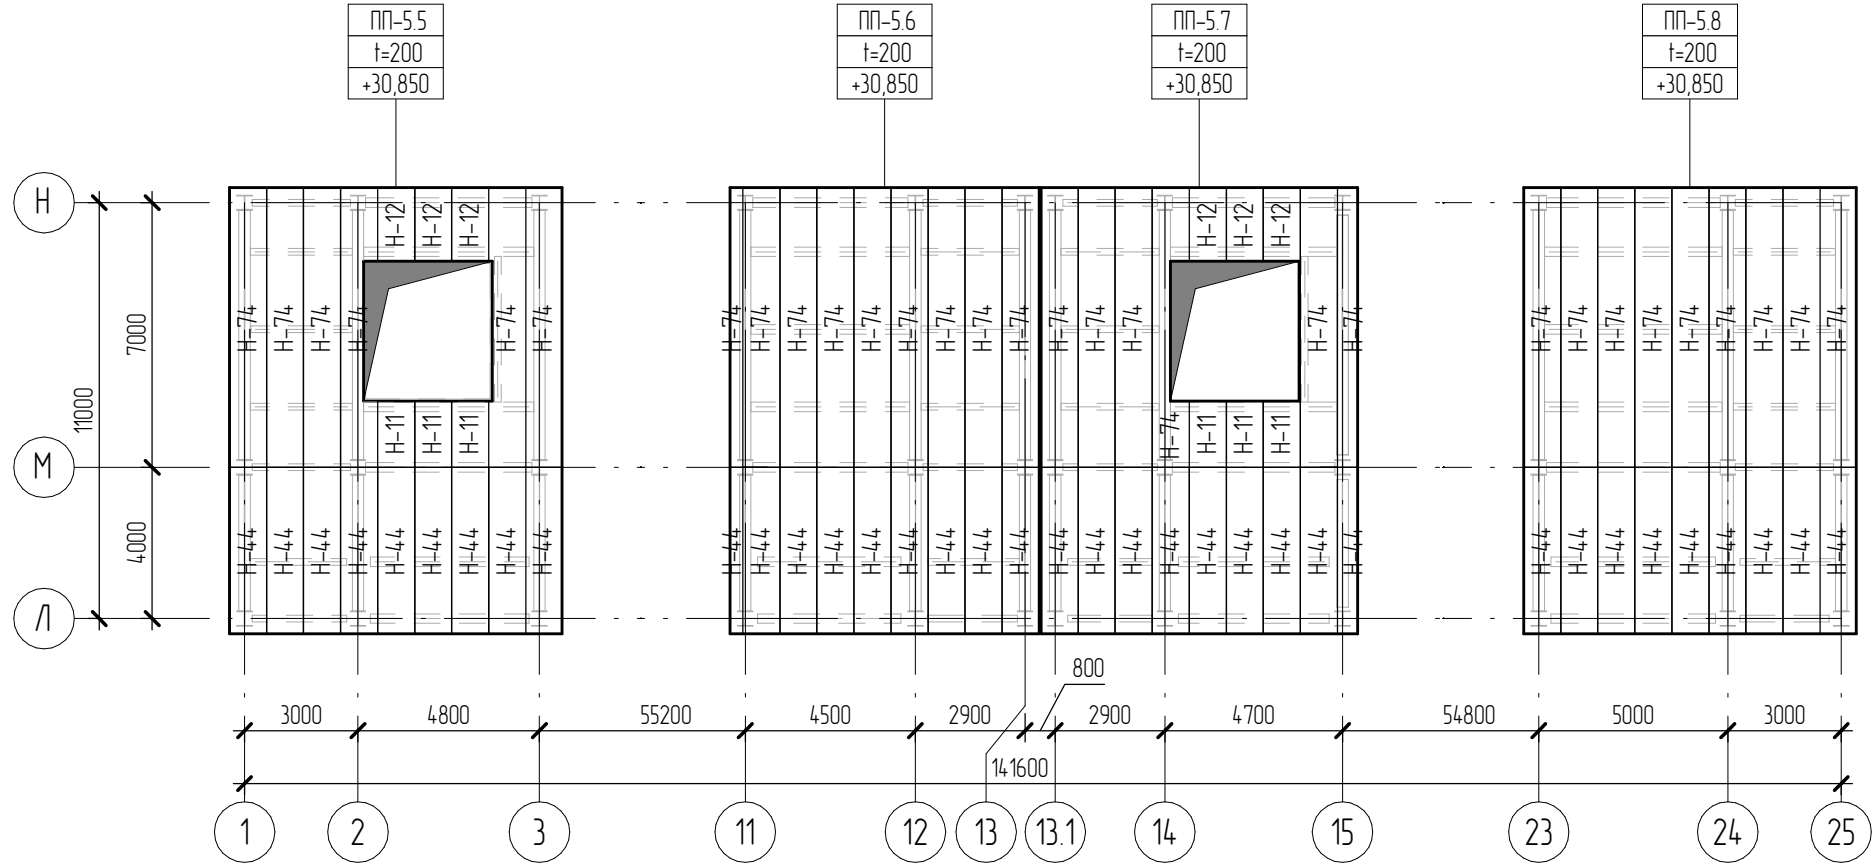 ПП-5.5
t=200
+30,850
ПП-5.6
t=200
+30,850
ПП-5.7
t=200
+30,850
ПП-5.8
t=200
+30,850
Н
М
Л
11000
7000
4000
Н-12 Н-12 Н-12 Н-12 Н-12 Н-12
Н-74 Н-74 Н-74 Н-74 Н-74 Н-74
Н-74 Н-74 Н-74 Н-74 Н-74 Н-74 Н-74 Н-74 Н-74
Н-74 Н-74 Н-74 Н-74 Н-74
Н-74 Н-74 Н-74 Н-74 Н-74 Н-74 Н-74 Н-74 Н-74
Н-11 Н-11 Н-11 Н-74 Н-11 Н-11 Н-11
Н-44 Н-44 Н-44 Н-44 Н-44 Н-44 Н-44 Н-44 Н-44
Н-44 Н-44 Н-44 Н-44 Н-44 Н-44 Н-44 Н-44 Н-44
Н-44 Н-44 Н-44 Н-44 Н-44 Н-44 Н-44 Н-44 Н-44
Н-44 Н-44 Н-44 Н-44 Н-44 Н-44 Н-44 Н-44 Н-44
800
3000 4800 55200 4500 2900 2900 4700 54800 5000 3000
141600
1 2 3 11 12 13 13.1 14 15 23 24 25